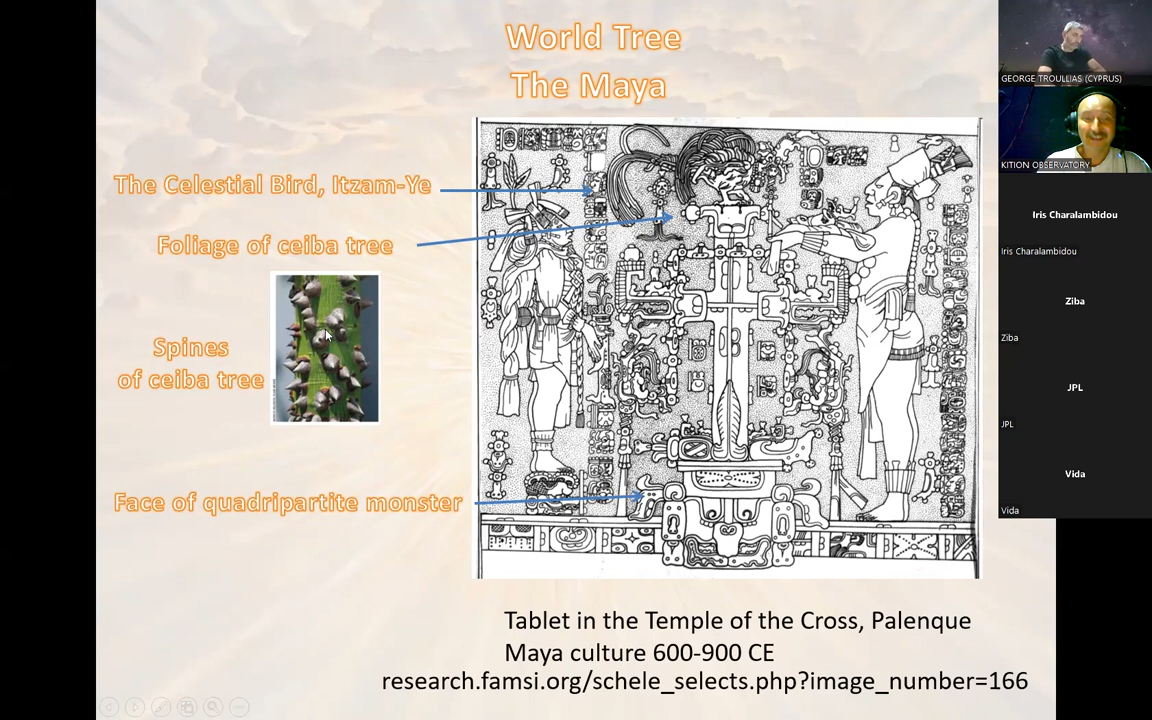 World Tree
The Maya
The Celestial Bird, Itzam-Ye
Foliage of ceiba tree
Spines
of ceiba tree
Face of quadripartite monster
Tablet in the Temple of the Cross, Palenque
Maya culture 600-900 CE
research.famsi.org/schele_selects.php?image_number=166
GEORGE TROULLIAS (CYPRUS)
KITION OBSERVATORY
Iris Charalambidou
Iris Charalambidou
Ziba
Ziba
JPL
JPL
Vida
Vida